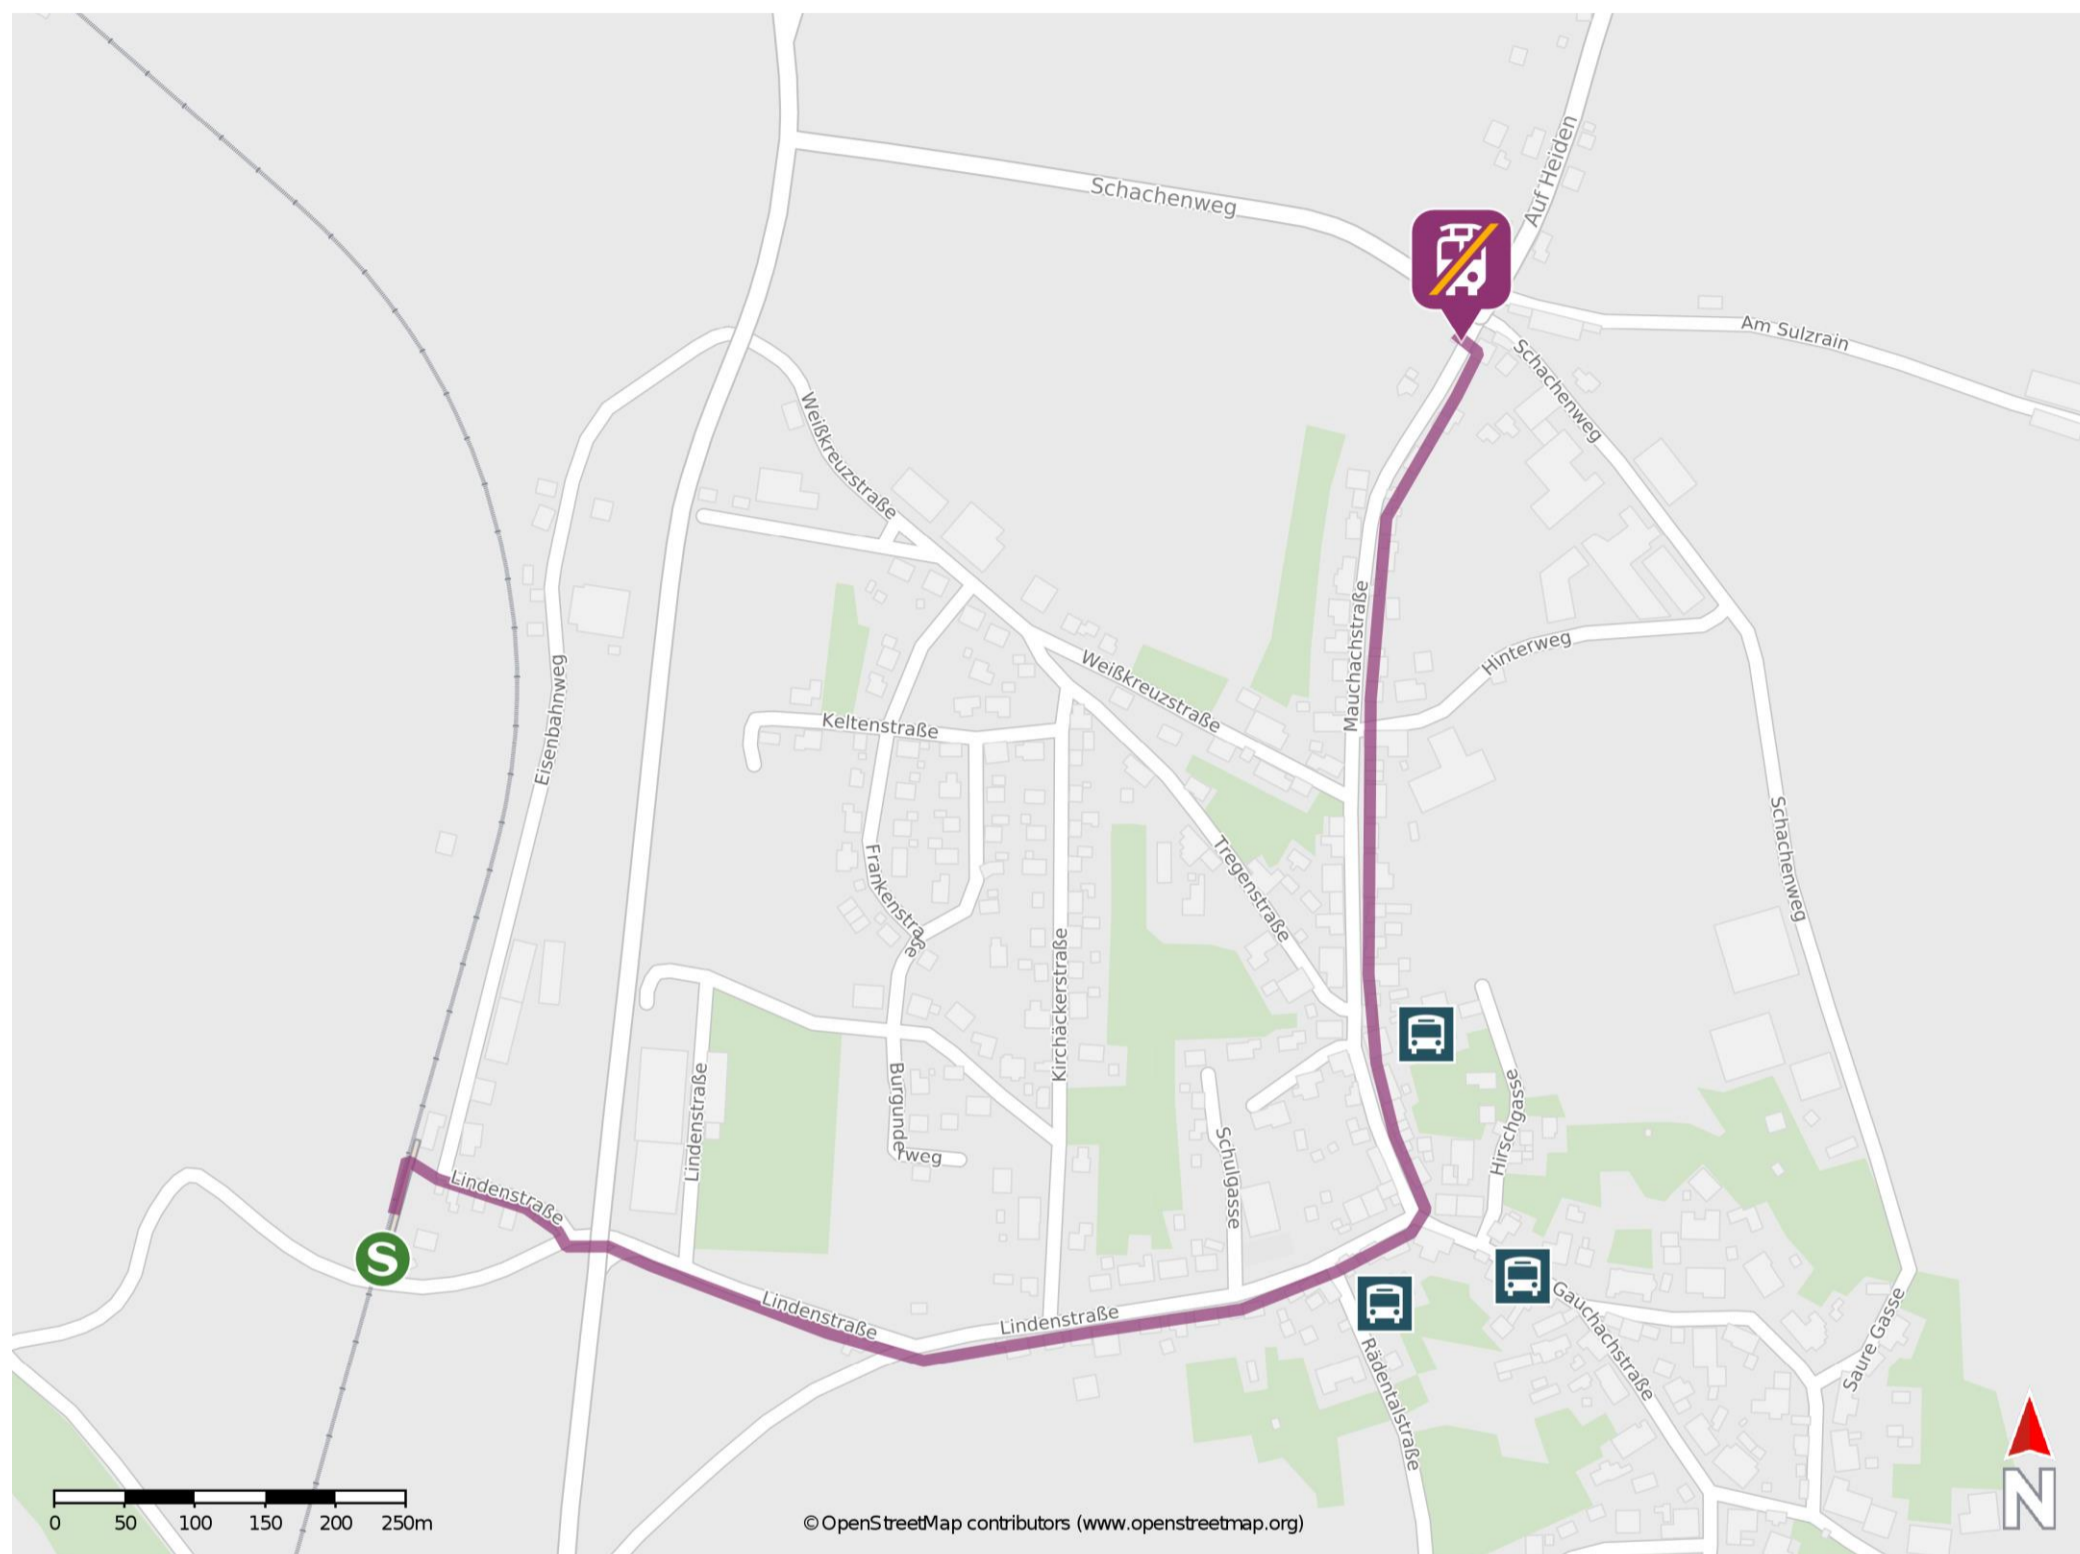 Auf Heiden
Schachenweg
Am Sulzrain
Schachenweg
Weißkreuzstraße
Mauchachstraße
Hinterweg
Eisenbahnweg
Weißkreuzstraße
Keltenstraße
Schachenweg
Tregenstraße
Frankenstraße
Kirchäckerstraße
Lindenstraße
Burgunderweg
Hirschgasse
Schulgasse
Lindenstraße
S
Lindenstraße
Lindenstraße
Gauchachstraße
Saure Gasse
Rädentalstraße
N
0 50 100 150 200 250m
© OpenStreetMap contributors (www.openstreetmap.org)